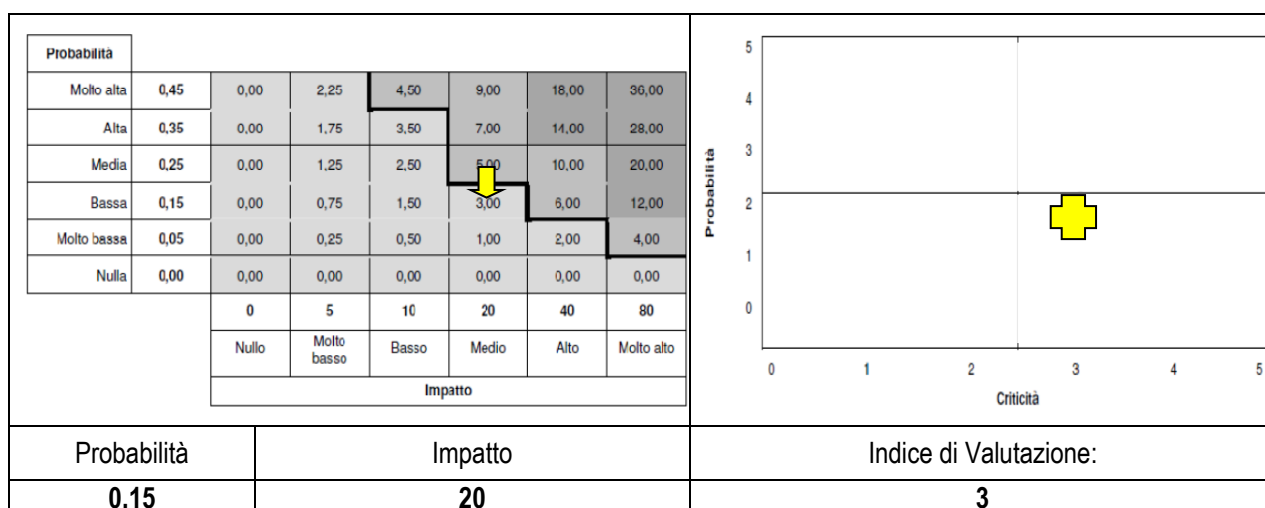 Probabilità
Molto alta 0,45 0,00 2,25 4,50 9,00 18,00 36,00
Alta 0,35 0,00 1,75 3,50 7,00 14,00 28,00
Media 0,25 0,00 1,25 2,50 5,00 10,00 20,00
Bassa 0,15 0,00 0,75 1,50 3,00 6,00 12,00
Molto bassa 0,05 0,00 0,25 0,50 1,00 2,00 4,00
Nulla 0,00 0,00 0,00 0,00 0,00 0,00 0,00
0 5 10 20 40 80
Nullo Molto basso Basso Medio Alto Molto alto
Impatto
5
4
3
2
1
0
Probabilità
0 1 2 3 4 5
Criticità
Probabilità Impatto Indice di Valutazione:
0,15 20 3